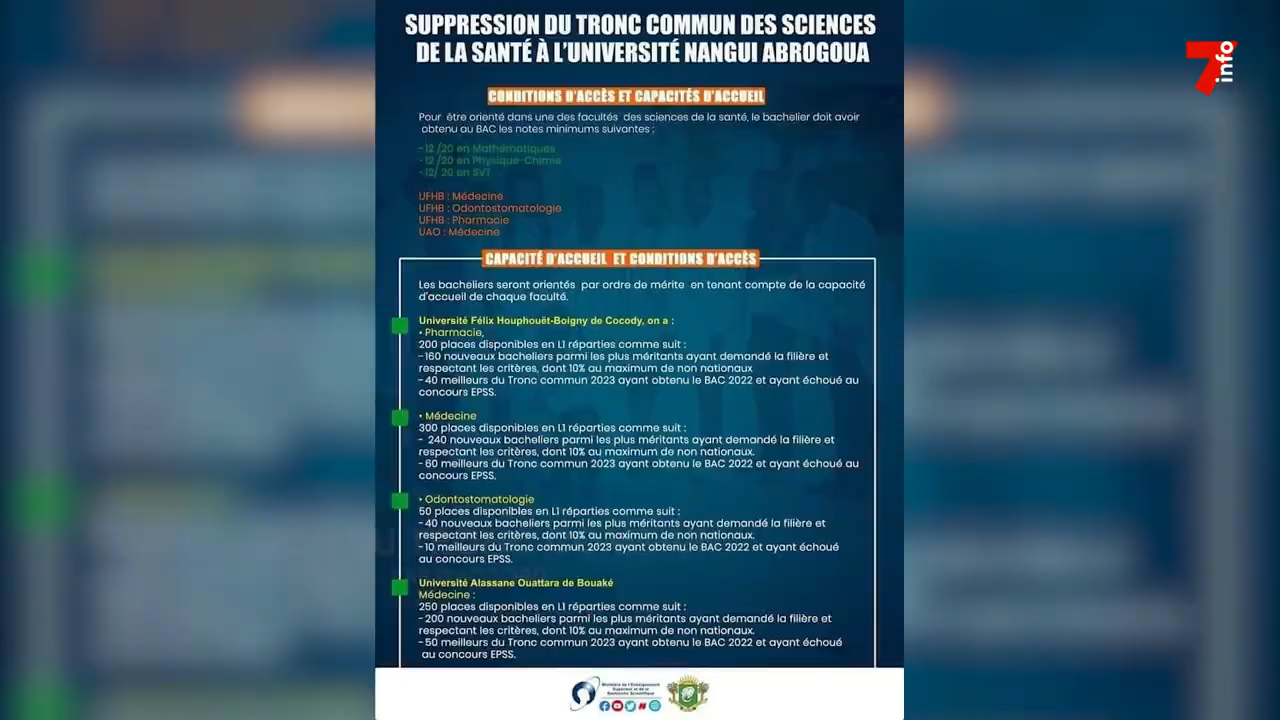 SUPPRESSION DU TRONC COMMUN DES SCIENCES
DE LA SANTÉ À L'UNIVERSITÉ NANGUI ABROGOUA
7info
CONDITIONS D'ACCÈS ET CAPACITÉS D'ACCUEIL
Pour être orienté dans une des facultés des sciences de la santé, le bachelier doit avoir
obtenu au BAC les notes minimums suivantes :
-12 /20 en Mathématiques
-12 /20 en Physique-Chimie
-12/ 20 en SVT
UFHB : Médecine
UFHB : Odontostomatologie
UFHB : Pharmacie
UAO : Médecine
CAPACITÉ D'ACCUEIL ET CONDITIONS D'ACCÈS
Les bacheliers seront orientés par ordre de mérite en tenant compte de la capacité
d'accueil de chaque faculté.
Université Félix Houphouët-Boigny de Cocody, on a :
• Pharmacie,
200 places disponibles en L1 réparties comme suit :
-160 nouveaux bacheliers parmi les plus méritants ayant demandé la filière et
respectant les critères, dont 10% au maximum de non nationaux
-40 meilleurs du Tronc commun 2023 ayant obtenu le BAC 2022 et ayant échoué au
concours EPSS.
• Médecine
300 places disponibles en L1 réparties comme suit :
- 240 nouveaux bacheliers parmi les plus méritants ayant demandé la filière et
respectant les critères, dont 10% au maximum de non nationaux.
-60 meilleurs du Tronc commun 2023 ayant obtenu le BAC 2022 et ayant échoué au
concours EPSS.
• Odontostomatologie
50 places disponibles en L1 réparties comme suit :
-40 nouveaux bacheliers parmi les plus méritants ayant demandé la filière et
respectant les critères, dont 10% au maximum de non nationaux.
-10 meilleurs du Tronc commun 2023 ayant obtenu le BAC 2022 et ayant échoué
au concours EPSS.
Université Alassane Ouattara de Bouaké
Médecine :
250 places disponibles en L1 réparties comme suit :
-200 nouveaux bacheliers parmi les plus méritants ayant demandé la filière et
respectant les critères, dont 10% au maximum de non nationaux.
-50 meilleurs du Tronc commun 2023 ayant obtenu le BAC 2022 et ayant échoué
au concours EPSS.
Ministère de l'Enseignement
Supérieur et de la
Recherche Scientifique